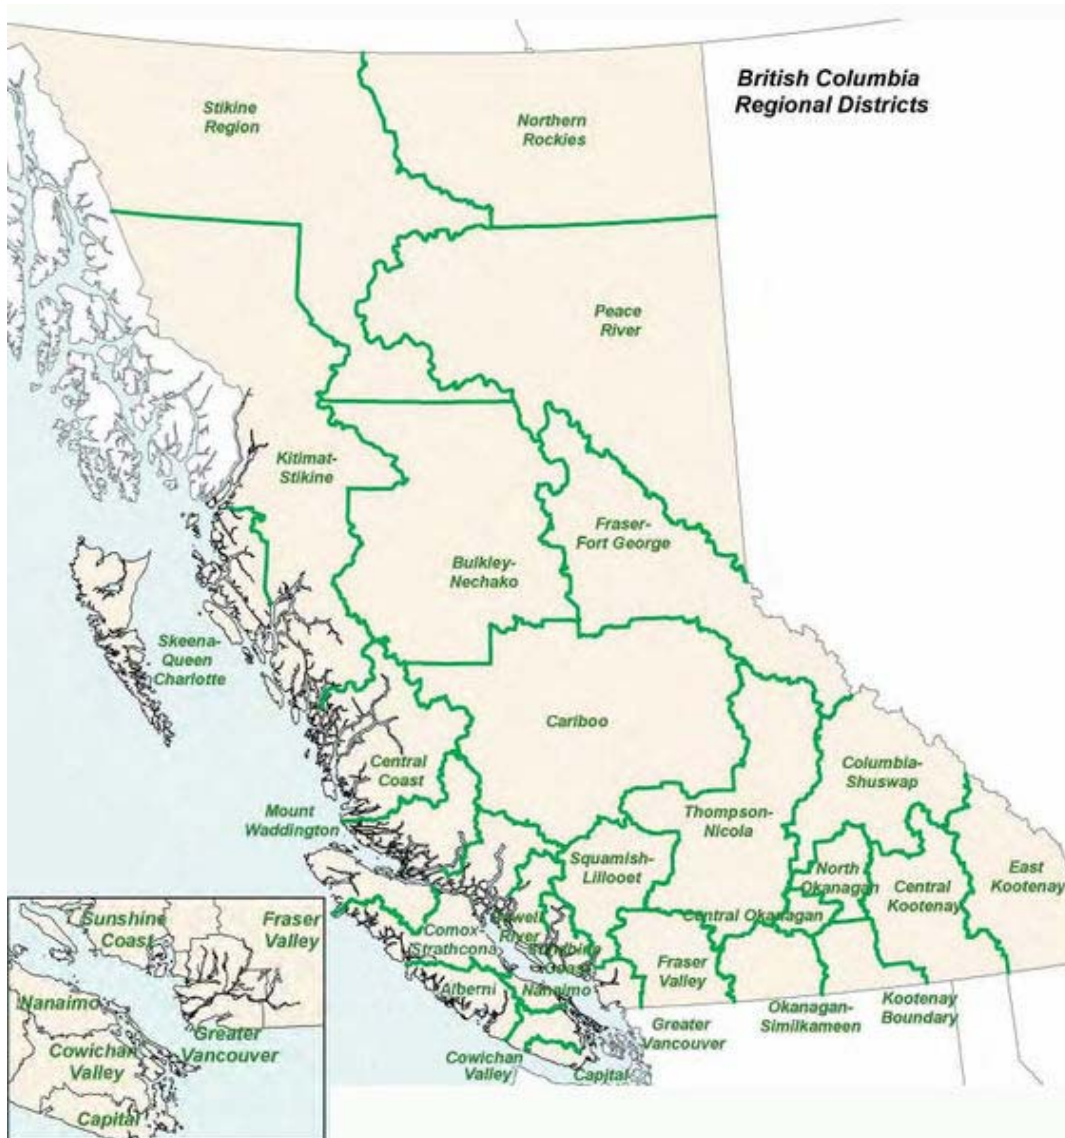 British Columbia
Regional Districts
Stikine
Region
Northern
Rockies
Peace
River
Kitimat-
Stikine
Fraser-
Fort George
Bulkley-
Nechako
Skeena-
Queen
Charlotte
Cariboo
Central
Coast
Columbia-
Shuswap
Mount
Waddington
Thompson-
Nicola
Squamish-
Lillooet
North
Okanagan
Central
Kootenay
East
Kootenay
Comox-
Strathcona
Powell
River
Sunshine
Coast
Central Okanagan
Fraser
Valley
Alberni
Nanaimo
Okanagan-
Similkameen
Kootenay
Boundary
Greater
Vancouver
Cowichan
Valley
Capital
Sunshine
Coast
Fraser
Valley
Nanaimo
Greater
Vancouver
Cowichan
Valley
Capital